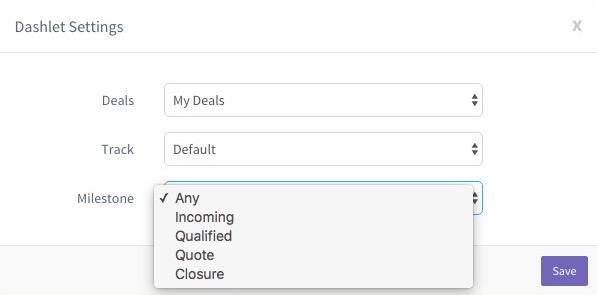 Dashlet Settings X
Deals My Deals
Track Default
Milestone ✓ Any
Incoming
Qualified
Quote
Closure
Save